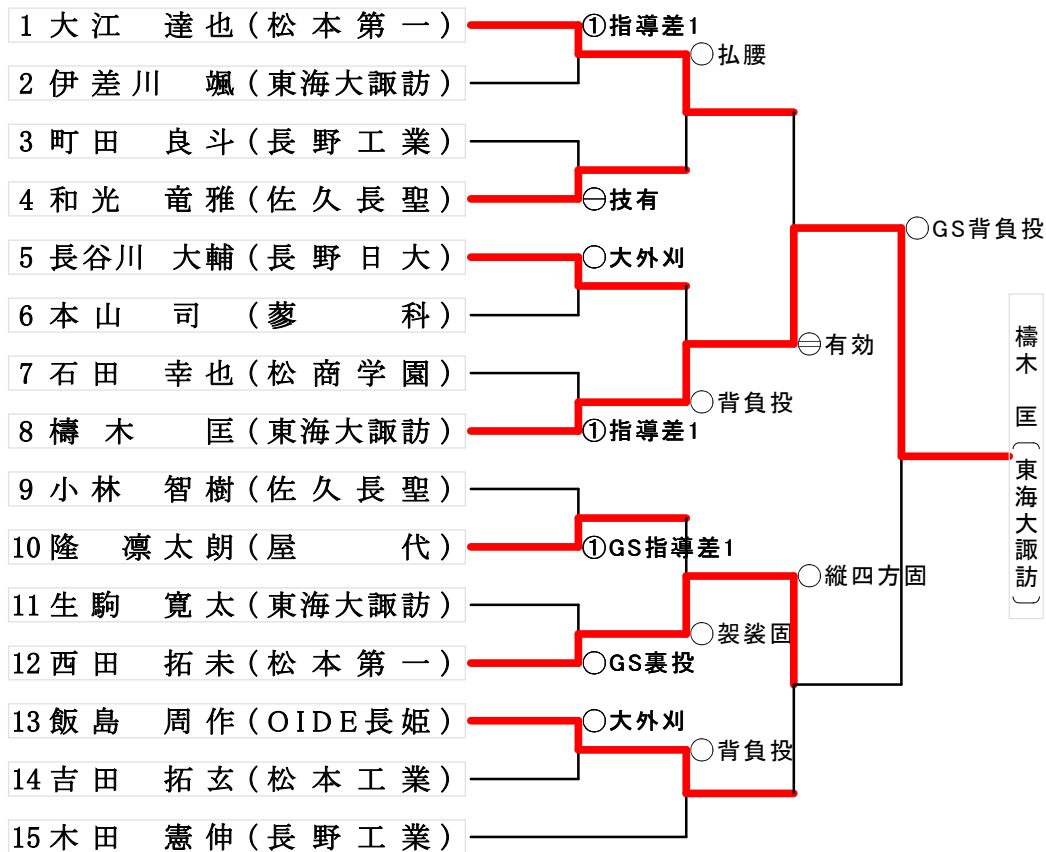 1 大江 達也(松本第一)
①指導差1
○払腰
2 伊差川 颯(東海大諏訪)
3 町田 良斗(長野工業)
4 和光 竜雅(佐久長聖)
⊖技有
○GS背負投
5 長谷川 大輔(長野日大)
○大外刈
6 本山 司 (蓼 科)
有効
7 石田 幸也(松商学園)
○背負投
8 檮木 匡(東海大諏訪)
①指導差1
檮木 匡(東海大諏訪)
9 小林 智樹(佐久長聖)
10 隆 凛太朗(屋 代)
①GS指導差1
○縦四方固
11 生駒 寛太(東海大諏訪)
○袈裟固
12 西田 拓未(松本第一)
○GS裏投
13 飯島 周作(OIDE長姫)
○大外刈
○背負投
14 吉田 拓玄(松本工業)
15 木田 憲伸(長野工業)